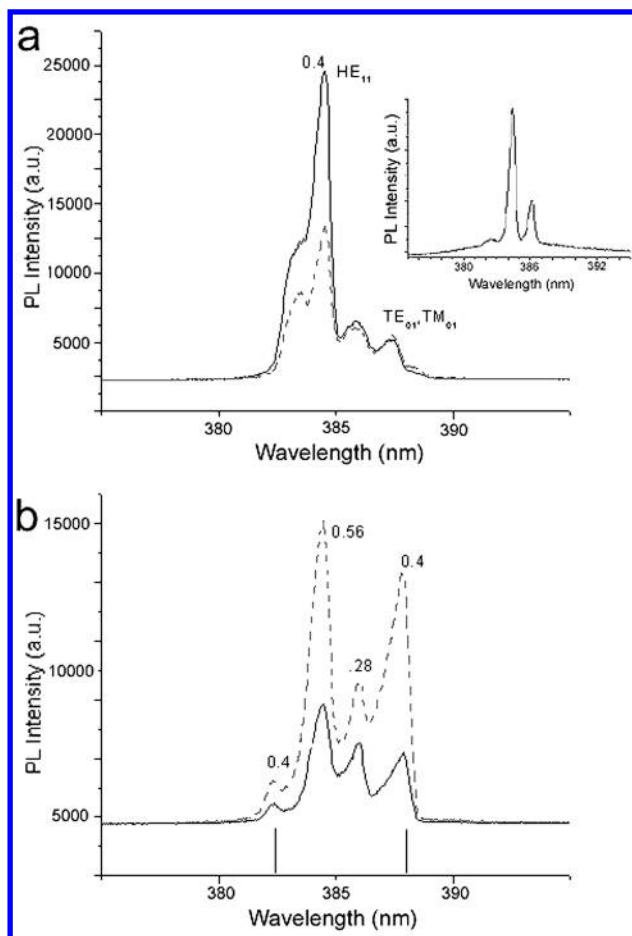 a
25000
20000
15000
10000
5000
PL Intensity (a.u.)
0.4
HE₁₁
TE₀₁,TM₀₁
380
385
390
Wavelength (nm)
PL Intensity (a.u.)
380
386
392
Wavelength (nm)
b
15000
10000
5000
PL Intensity (a.u.)
0.4
0.56
.28
0.4
380
385
390
Wavelength (nm)